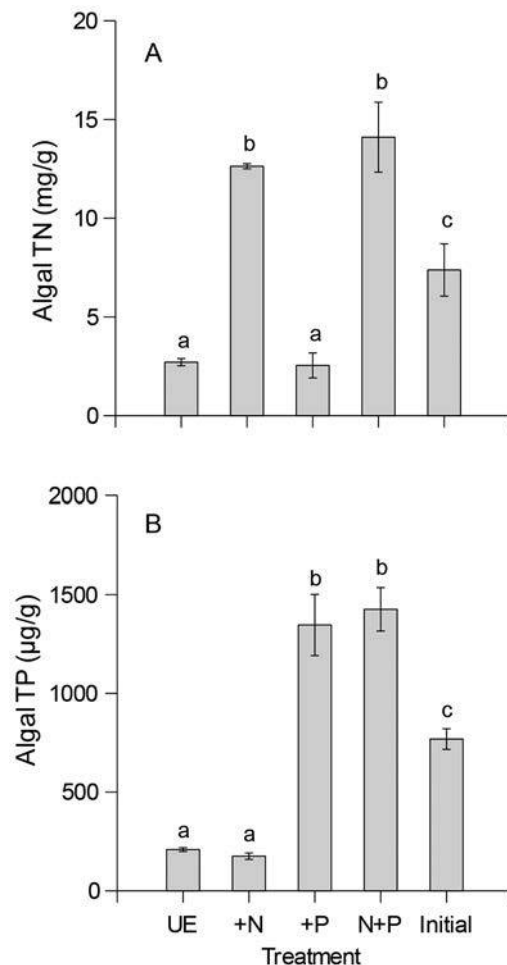 20
A
15
10
5
0
Algal TN (mg/g)
a
b
a
b
c
2000
B
1500
1000
500
0
Algal TP (µg/g)
a
a
b
b
c
UE +N +P N+P Initial
Treatment